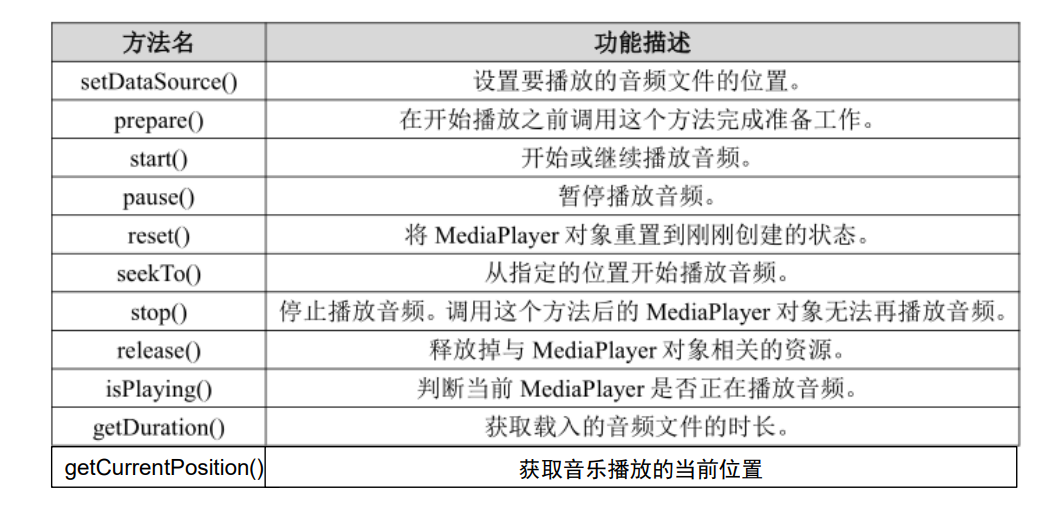 方法名 功能描述
setDataSource() 设置要播放的音频文件的位置。
prepare() 在开始播放之前调用这个方法完成准备工作。
start() 开始或继续播放音频。
pause() 暂停播放音频。
reset() 将 MediaPlayer 对象重置到刚刚创建的状态。
seekTo() 从指定的位置开始播放音频。
stop() 停止播放音频。调用这个方法后的 MediaPlayer 对象无法再播放音频。
release() 释放掉与 MediaPlayer 对象相关的资源。
isPlaying() 判断当前 MediaPlayer 是否正在播放音频。
getDuration() 获取载入的音频文件的时长。
getCurrentPosition() 获取音乐播放的当前位置